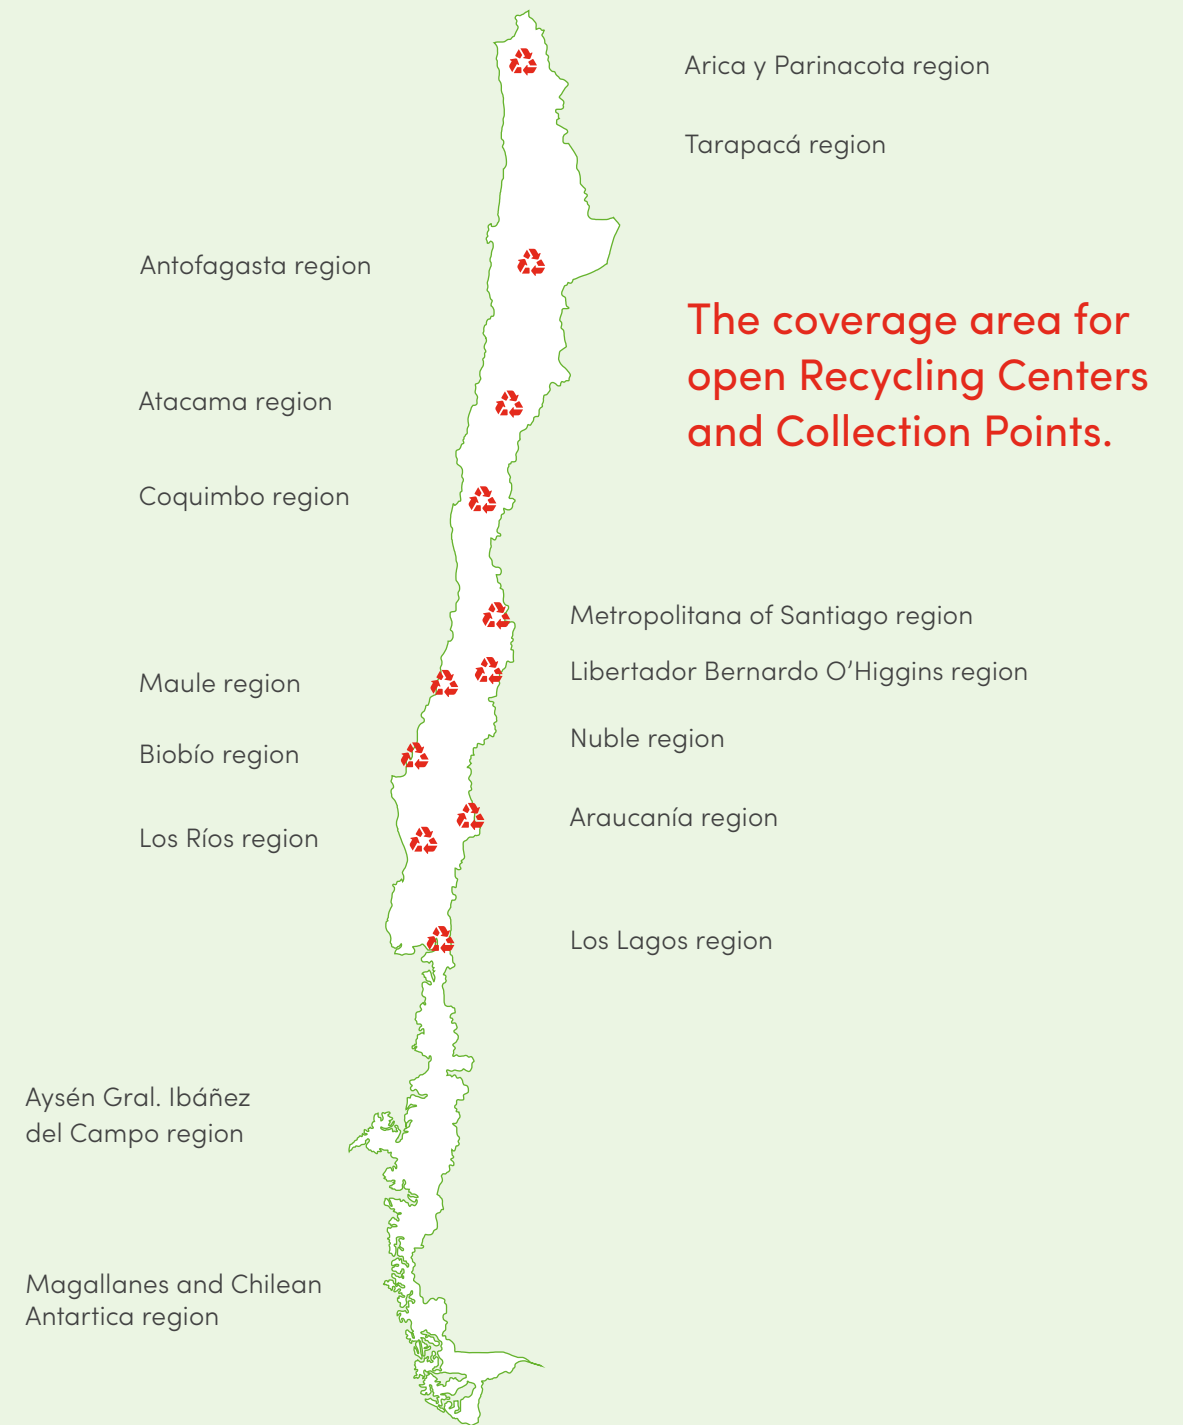 Arica y Parinacota region
Tarapacá region
Antofagasta region
The coverage area for
open Recycling Centers
and Collection Points.
Atacama region
Coquimbo region
Metropolitana of Santiago region
Libertador Bernardo O’Higgins region
Maule region
Nuble region
Biobío region
Araucanía region
Los Ríos region
Los Lagos region
Aysén Gral. Ibáñez
del Campo region
Magallanes and Chilean
Antartica region